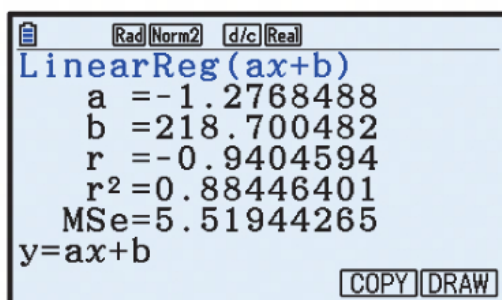 Rad Norm2 d/c Real
LinearReg(ax+b)
a =-1.2768488
b =218.700482
r =-0.9404594
r²=0.88446401
MSe=5.51944265
y=ax+b
COPY DRAW